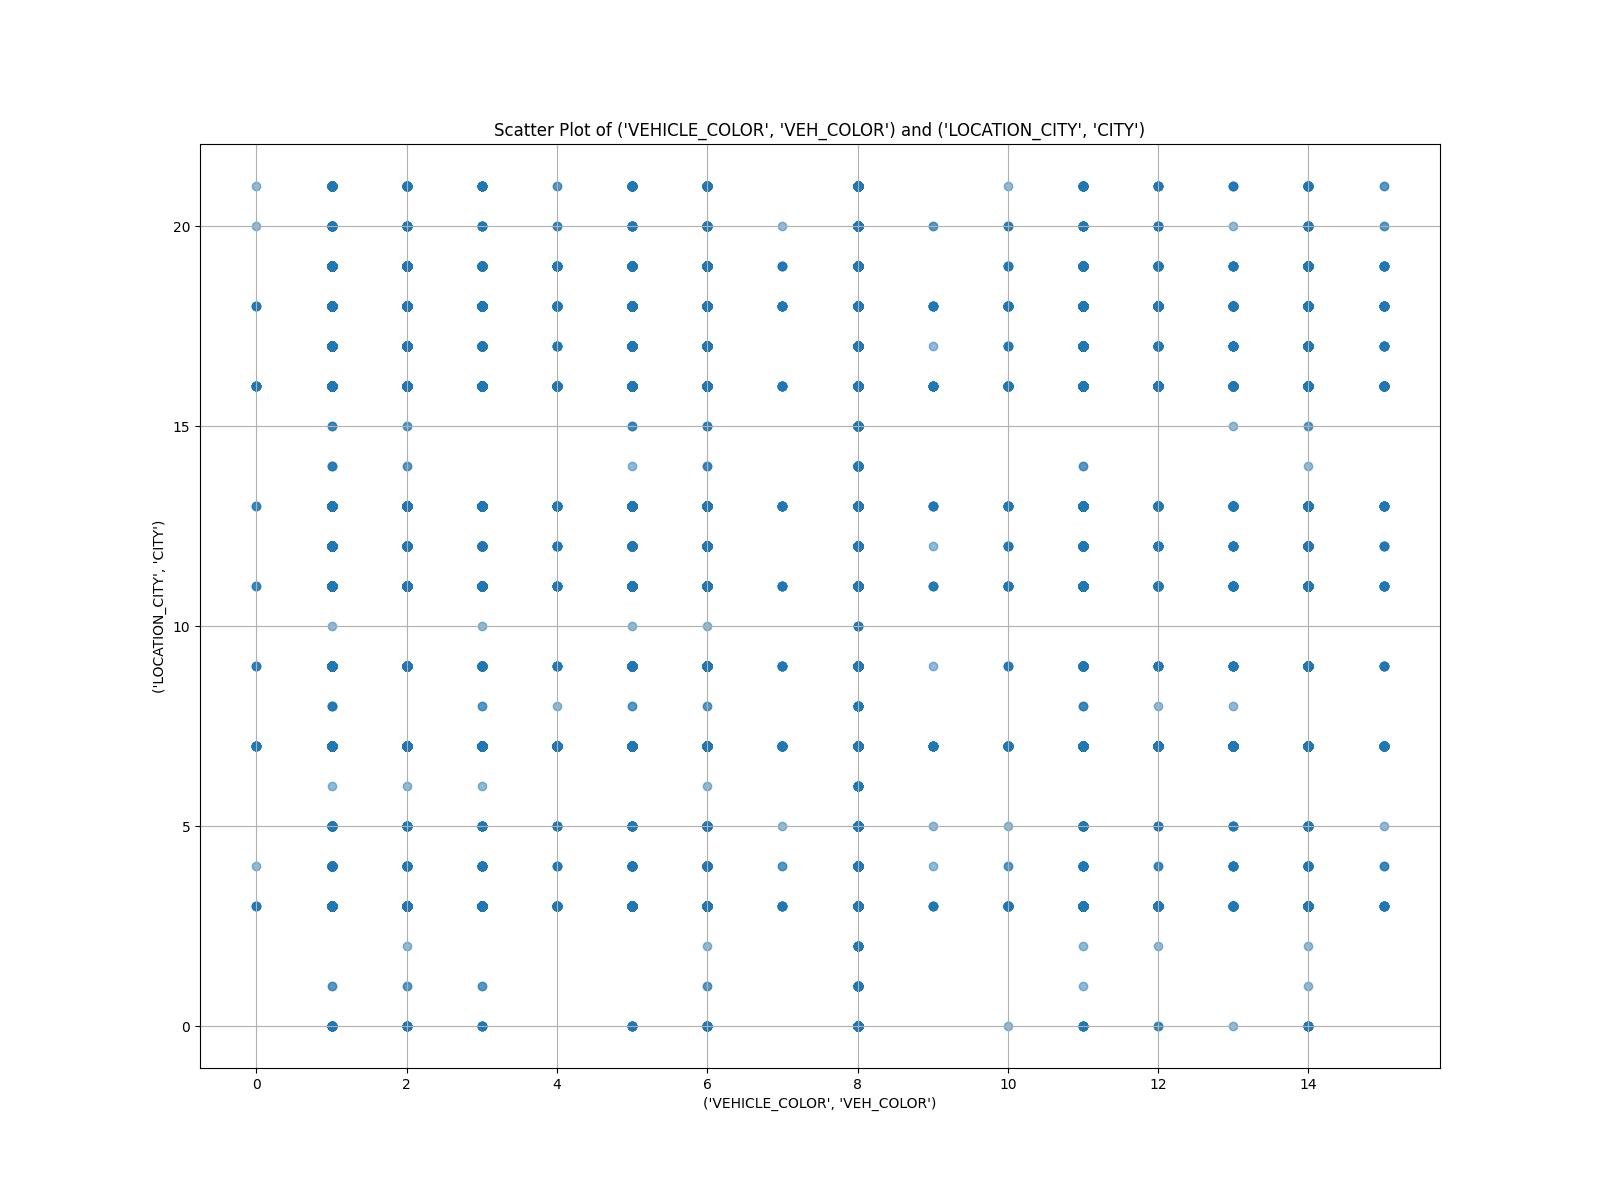 Scatter Plot of ('VEHICLE_COLOR', 'VEH_COLOR') and ('LOCATION_CITY', 'CITY')
20
15
('LOCATION_CITY', 'CITY')
10
5
0
0 2 4 6 8 10 12 14
('VEHICLE_COLOR', 'VEH_COLOR')